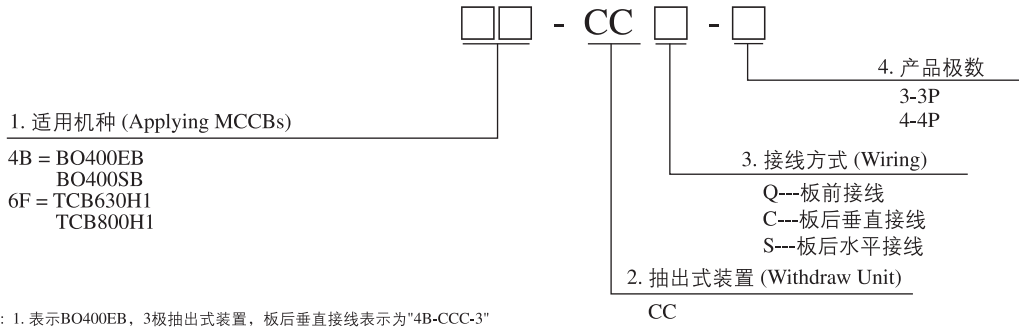 □□ - CC □ - □
4. 产品极数
3-3P
4-4P
1. 适用机种 (Applying MCCBs)
4B = BO400EB
BO400SB
6F = TCB630H1
TCB800H1
3. 接线方式 (Wiring)
Q---板前接线
C---板后垂直接线
S---板后水平接线
2. 抽出式装置 (Withdraw Unit)
CC
: 1. 表示BO400EB，3极抽出式装置，板后垂直接线表示为"4B-CCC-3"